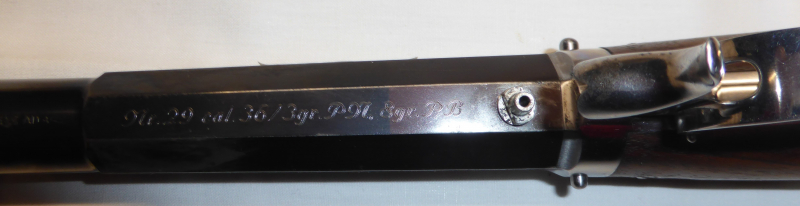 Nr. 29 cal. 36/3gr. PN. 8gr. PB